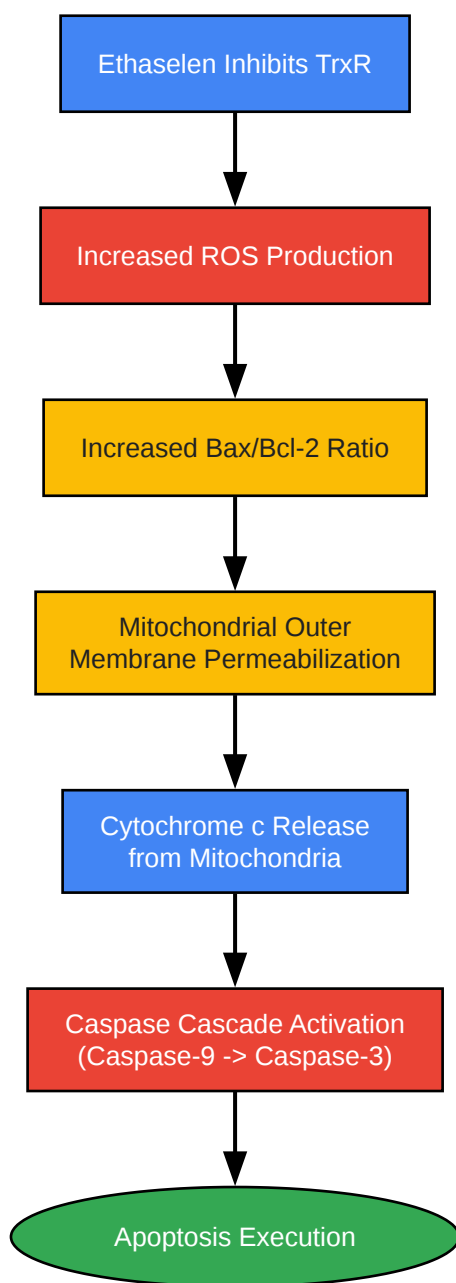 Ethaselen Inhibits TrxR
Increased ROS Production
Increased Bax/Bcl-2 Ratio
Mitochondrial Outer
Membrane Permeabilization
Cytochrome c Release
from Mitochondria
Caspase Cascade Activation
(Caspase-9 -> Caspase-3)
Apoptosis Execution